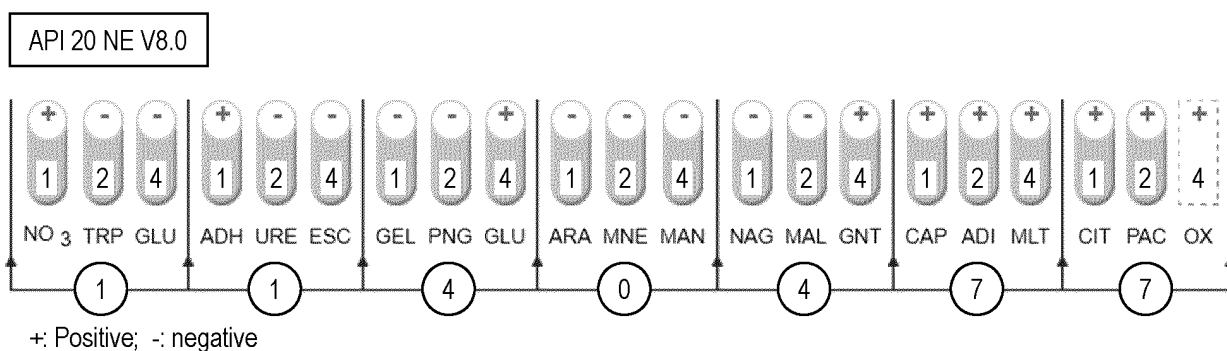 API 20 NE V8.0
+ - - + - - - - + - - - - - + + + + + + +
1 2 4 1 2 4 1 2 4 1 2 4 1 2 4 1 2 4 1 2 4
NO 3 TRP GLU ADH URE ESC GEL PNG GLU ARA MNE MAN NAG MAL GNT CAP ADI MLT CIT PAC OX
1 1 4 0 4 7 7
+: Positive; -: negative